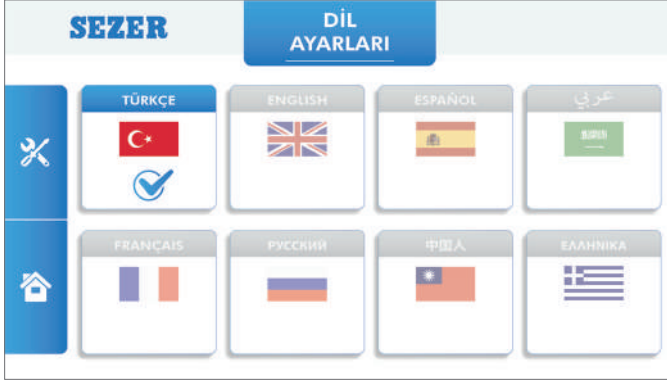 SEZER
DİL
AYARLARI
TÜRKÇE
ENGLISH
ESPAÑOL
عربي
FRANÇAIS
РУССКИЙ
中国人
ΕΛΛΗΝΙΚΑ